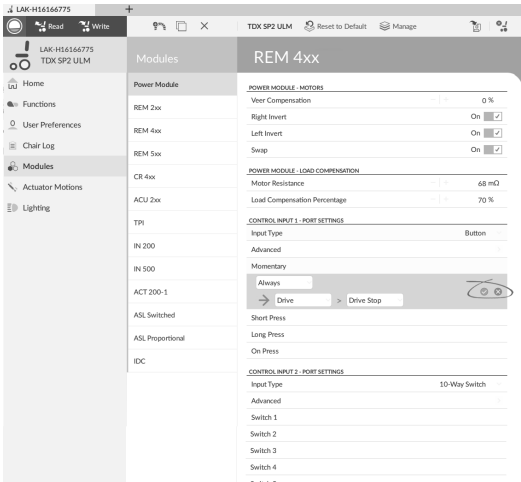 LAK-H16166775
Read
Write
TDX SP2 ULM
Reset to Default
Manage
LAK-H16166775
TDX SP2 ULM
Home
Functions
User Preferences
Chair Log
Modules
Actuator Motions
Lighting
Modules
Power Module
REM 2xx
REM 4xx
REM 5xx
CR 4xx
ACU 2xx
TPI
IN 200
IN 500
ACT 200-1
ASL Switched
ASL Proportional
IDC
REM 4xx
POWER MODULE - MOTORS
Veer Compensation 0 %
Right Invert On
Left Invert On
Swap On
POWER MODULE - LOAD COMPENSATION
Motor Resistance 68 mΩ
Load Compensation Percentage 70 %
CONTROL INPUT 1 - PORT SETTINGS
Input Type Button
Advanced
Momentary
Always
Drive > Drive Stop
Short Press
Long Press
On Press
CONTROL INPUT 2 - PORT SETTINGS
Input Type 10-Way Switch
Advanced
Switch 1
Switch 2
Switch 3
Switch 4